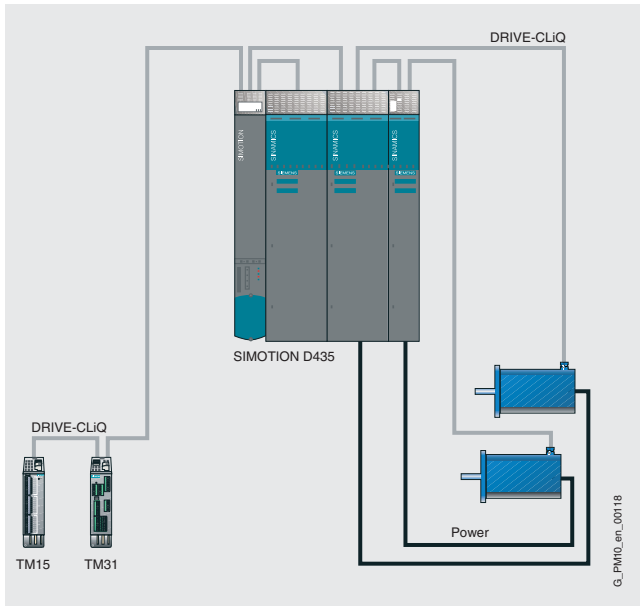 DRIVE-CLiQ
SIMOTION
SINAMICS
SINAMICS
SINAMICS
SIEMENS
SIEMENS
SIEMENS
SIMOTION D435
DRIVE-CLiQ
TM15
TM31
Power
G_PM10_en_00118